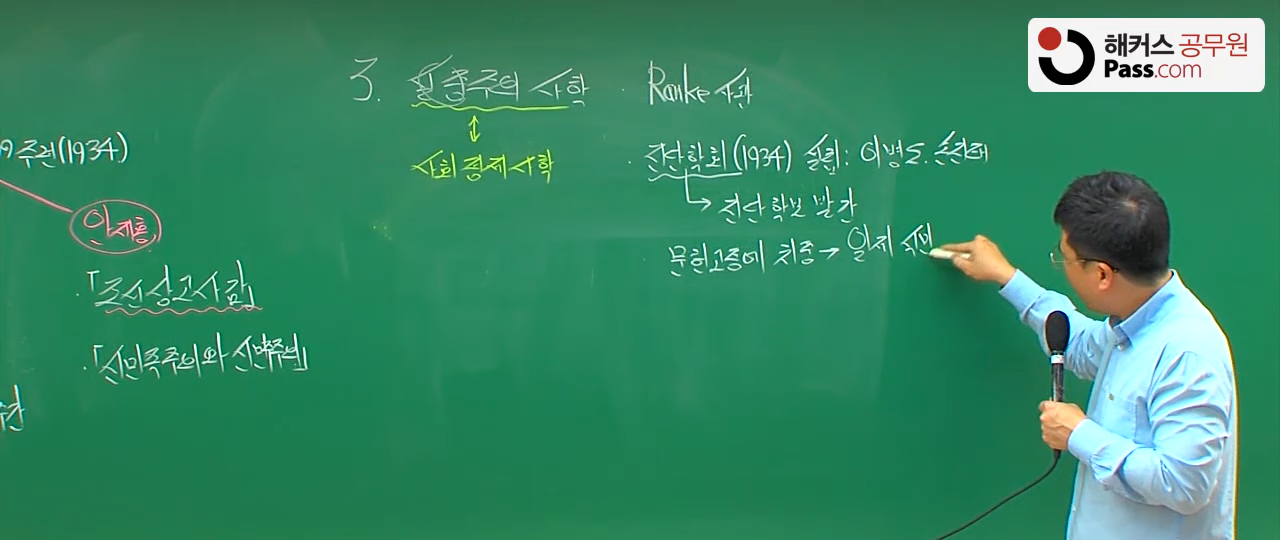 해커스 공무원
Pass.com
3. 실증주의 사학
사회경제사학
주관(1934)
안재홍
·「조선상고사감」
·「신민족주의와 신민주주의」
· Ranke 사관
· 진단학회(1934) 설립: 이병도. 손진태
→ 진단학보 발간
문헌고증에 치중 → 일제 식민